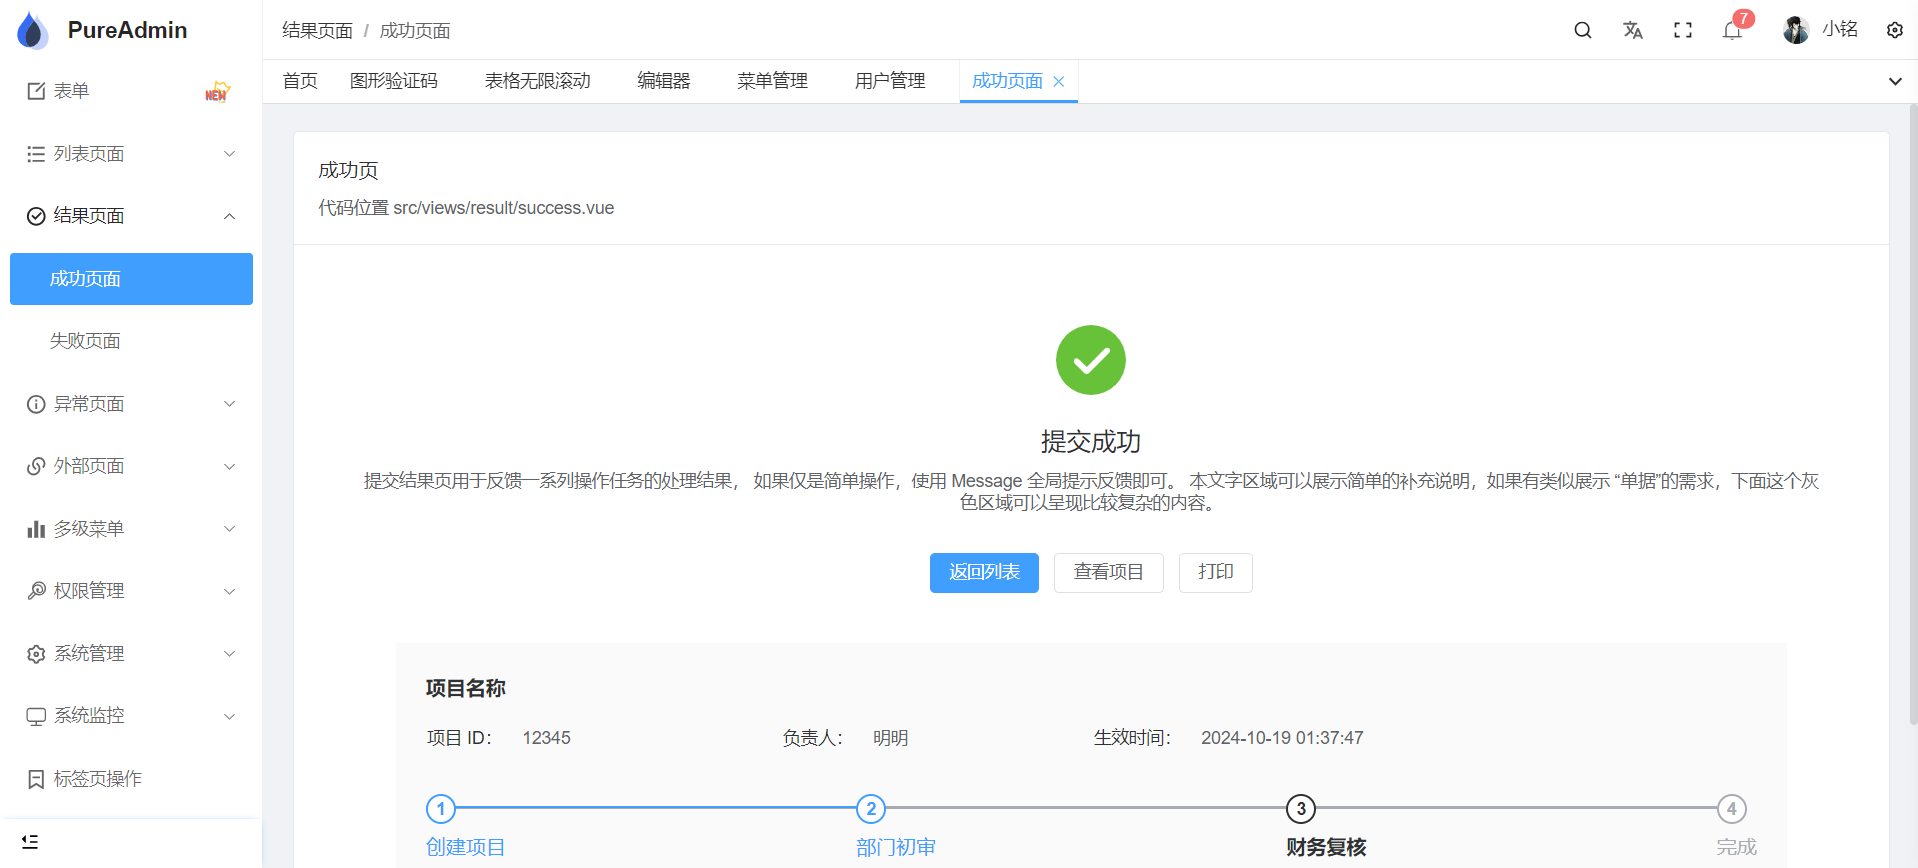 PureAdmin
结果页面 / 成功页面
7
小铭
首页 图形验证码 表格无限滚动 编辑器 菜单管理 用户管理 成功页面
表单 NEW
列表页面
结果页面
成功页面
失败页面
异常页面
外部页面
多级菜单
权限管理
系统管理
系统监控
标签页操作
成功页
代码位置 src/views/result/success.vue
提交成功
提交结果页用于反馈一系列操作任务的处理结果， 如果仅是简单操作，使用 Message 全局提示反馈即可。 本文字区域可以展示简单的补充说明，如果有类似展示 “单据”的需求，下面这个灰
色区域可以呈现比较复杂的内容。
返回列表 查看项目 打印
项目名称
项目 ID： 12345 负责人： 明明 生效时间： 2024-10-19 01:37:47
1 2 3 4
创建项目 部门初审 财务复核 完成